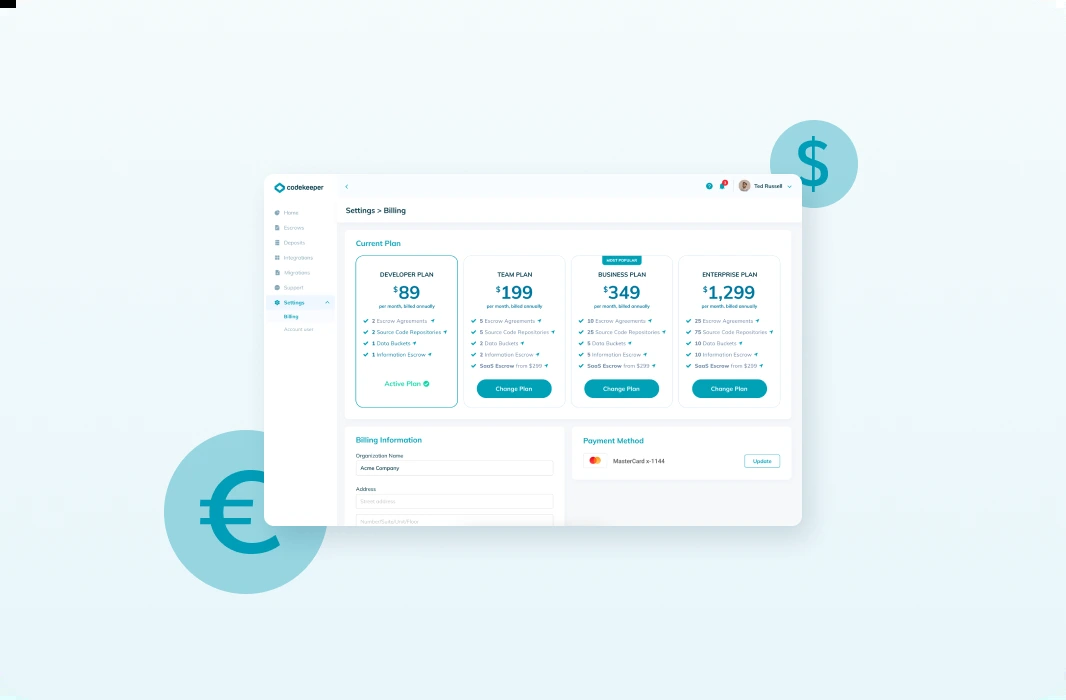 $
codekeeper
Ted Russell
Settings > Billing
Home
Escrows
Deposits
Integrations
Migrations
Support
Settings
Billing
Account user
Current Plan
DEVELOPER PLAN
$89
per month, billed annually
2 Escrow Agreements
2 Source Code Repositories
1 Data Buckets
1 Information Escrow
Active Plan
TEAM PLAN
$199
per month, billed annually
5 Escrow Agreements
5 Source Code Repositories
2 Data Buckets
2 Information Escrow
SaaS Escrow from $299
Change Plan
MOST POPULAR
BUSINESS PLAN
$349
per month, billed annually
10 Escrow Agreements
25 Source Code Repositories
5 Data Buckets
5 Information Escrow
SaaS Escrow from $299
Change Plan
ENTERPRISE PLAN
$1,299
per month, billed annually
25 Escrow Agreements
75 Source Code Repositories
10 Data Buckets
10 Information Escrow
SaaS Escrow from $299
Change Plan
Billing Information
Organization Name
Acme Company
Address
Street address
Number/Suite/Unit/Floor
Payment Method
MasterCard x-1144
Update
€